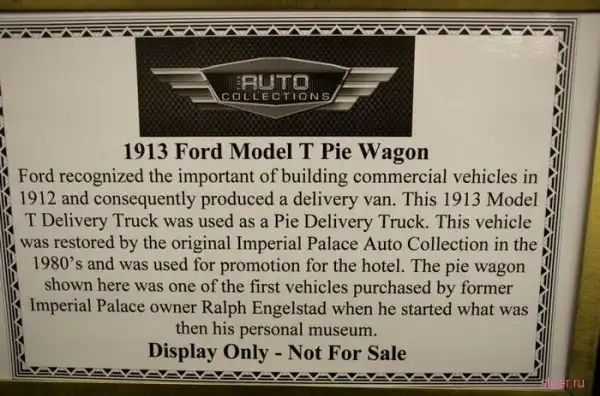 THE AUTO
COLLECTIONS
1913 Ford Model T Pie Wagon
Ford recognized the important of building commercial vehicles in
1912 and consequently produced a delivery van. This 1913 Model
T Delivery Truck was used as a Pie Delivery Truck. This vehicle
was restored by the original Imperial Palace Auto Collection in the
1980's and was used for promotion for the hotel. The pie wagon
shown here was one of the first vehicles purchased by former
Imperial Palace owner Ralph Engelstad when he started what was
then his personal museum.
Display Only - Not For Sale